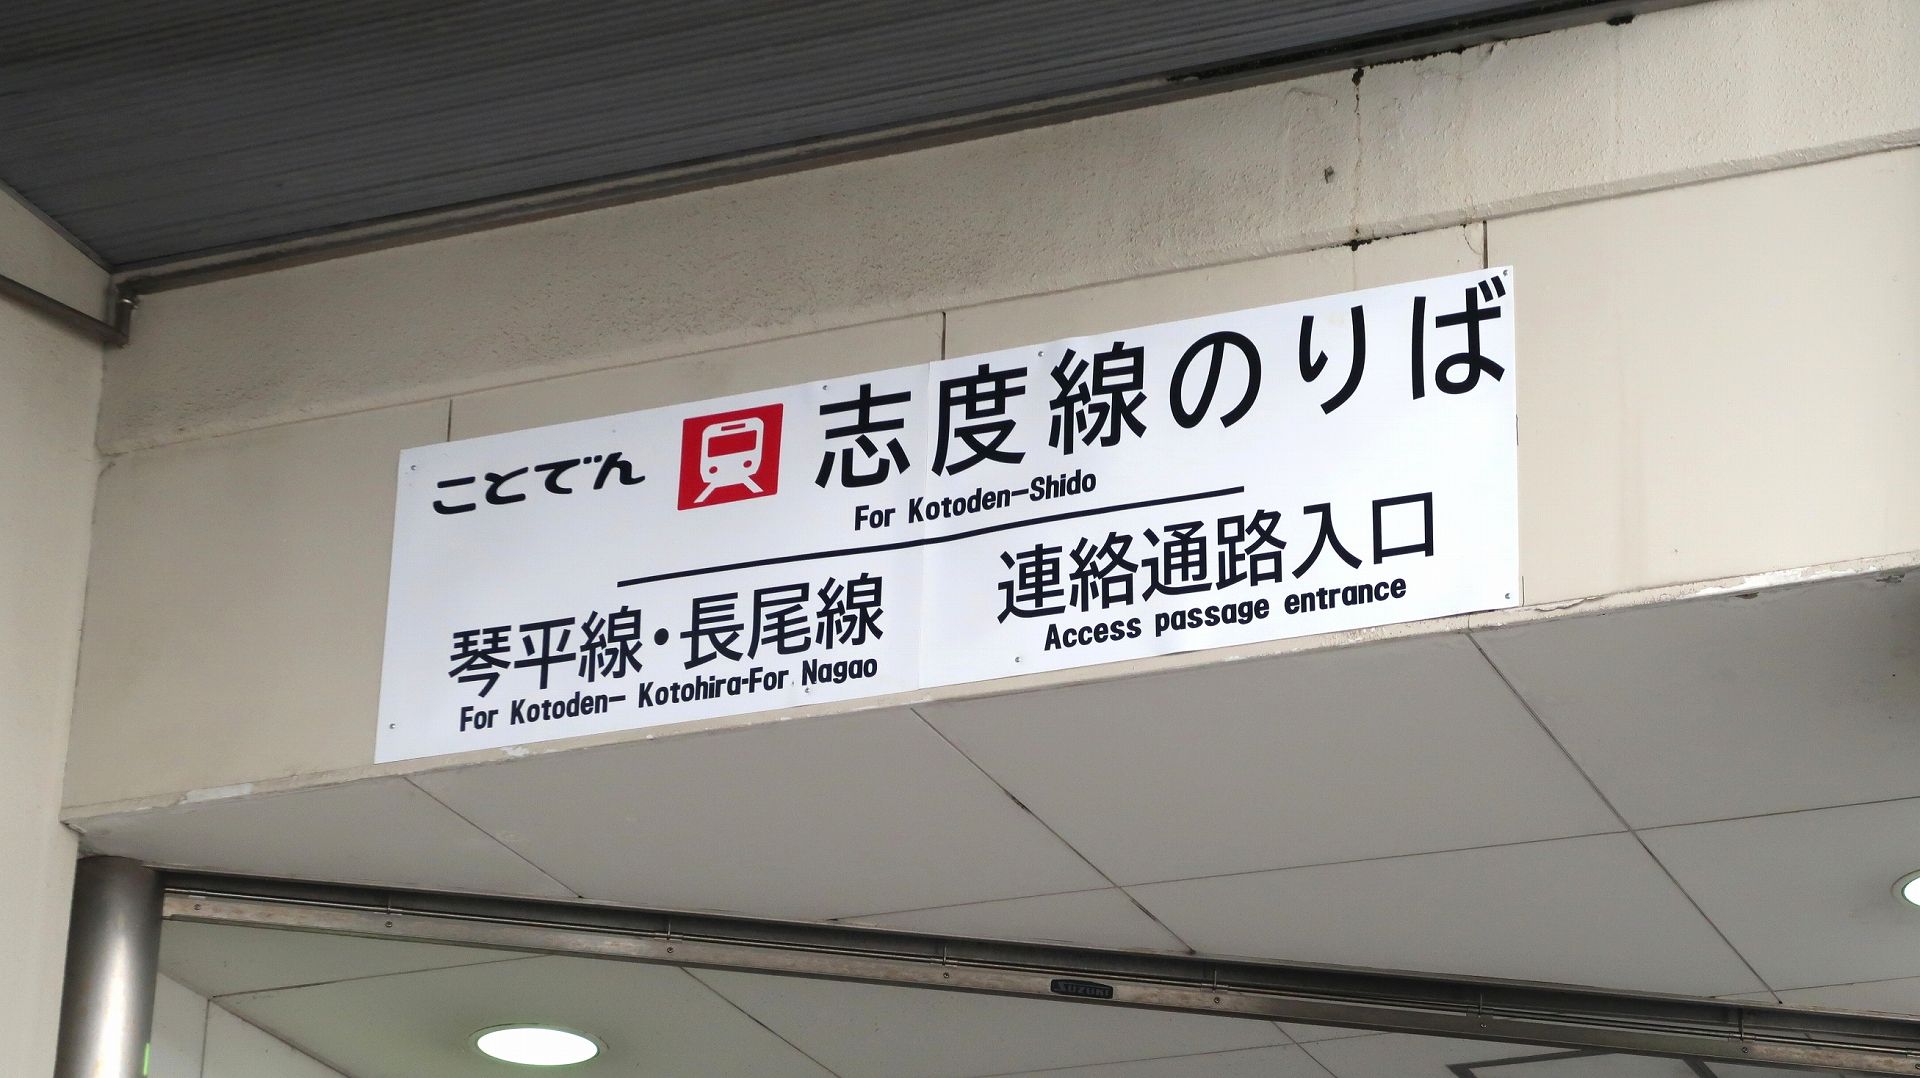 ことでん 志度線のりば
For Kotoden-Shido
琴平線・長尾線
For Kotoden- Kotohira-For Nagao
連絡通路入口
Access passage entrance
SUZUKI